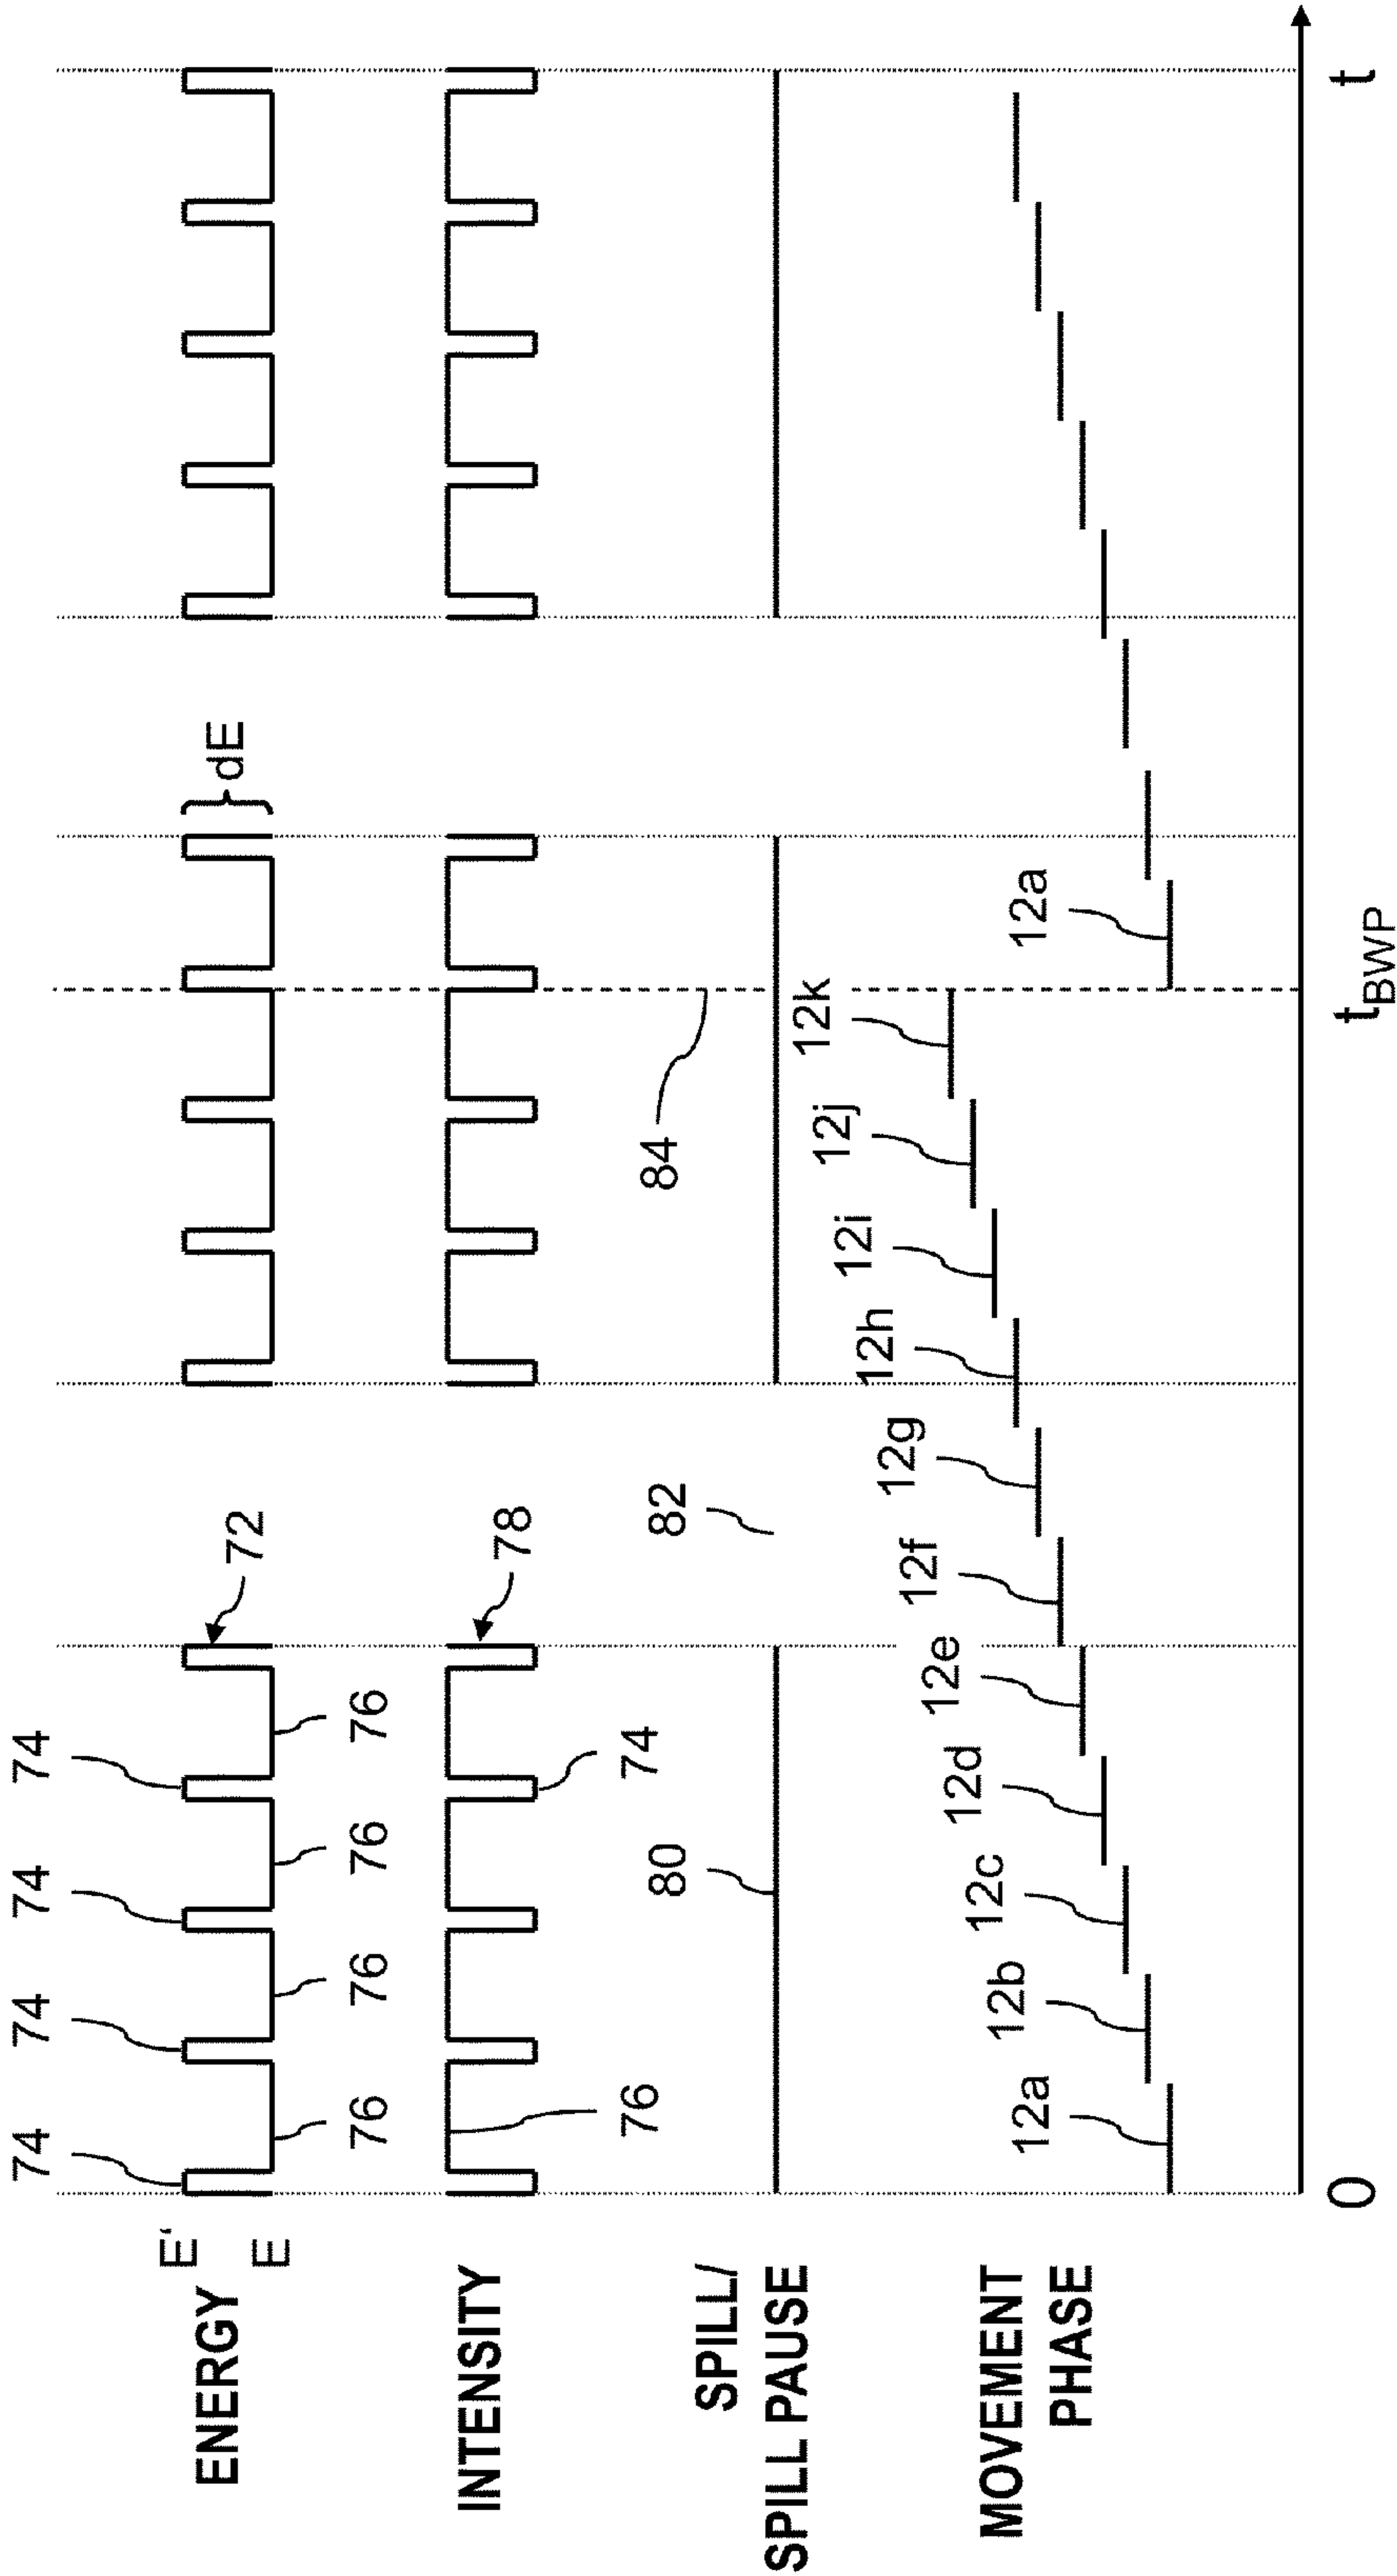 74 74 74 74
E'
ENERGY
E
76 76 76 76
72
dE
INTENSITY
78
76 74
SPILL/
SPILL PAUSE
80
82
84
MOVEMENT
PHASE
12a 12b 12c 12d 12e 12f 12g 12h 12i 12j 12k 12a
0
tBWP
t